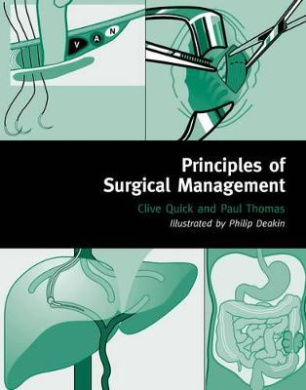 V A N
Principles of
Surgical Management
Clive Quick and Paul Thomas
Illustrated by Philip Deakin